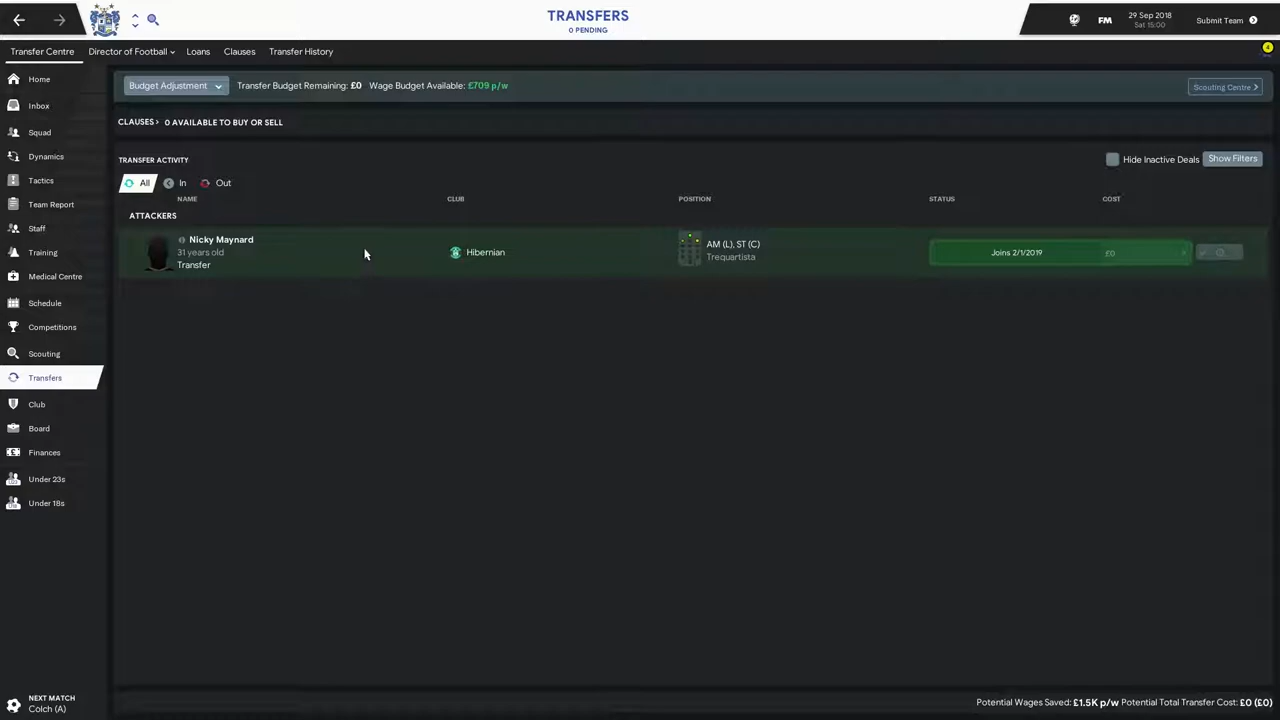 TRANSFERS
0 PENDING
FM
29 Sep 2018
Sat 15:00
Submit Team
Transfer Centre
Director of Football
Loans
Clauses
Transfer History
Home
Inbox
Squad
Dynamics
Tactics
Team Report
Staff
Training
Medical Centre
Schedule
Competitions
Scouting
Transfers
Club
Board
Finances
Under 23s
Under 18s
NEXT MATCH
Colch (A)
Budget Adjustment
Transfer Budget Remaining: £0 Wage Budget Available: £709 p/w
Scouting Centre >
CLAUSES > 0 AVAILABLE TO BUY OR SELL
TRANSFER ACTIVITY
Hide Inactive Deals
Show Filters
All
In
Out
NAME CLUB POSITION STATUS COST
ATTACKERS
Nicky Maynard
31 years old
Transfer
Hibernian
AM (L), ST (C)
Trequartista
Joins 2/1/2019
£0
Potential Wages Saved: £1.5K p/w Potential Total Transfer Cost: £0 (£0)